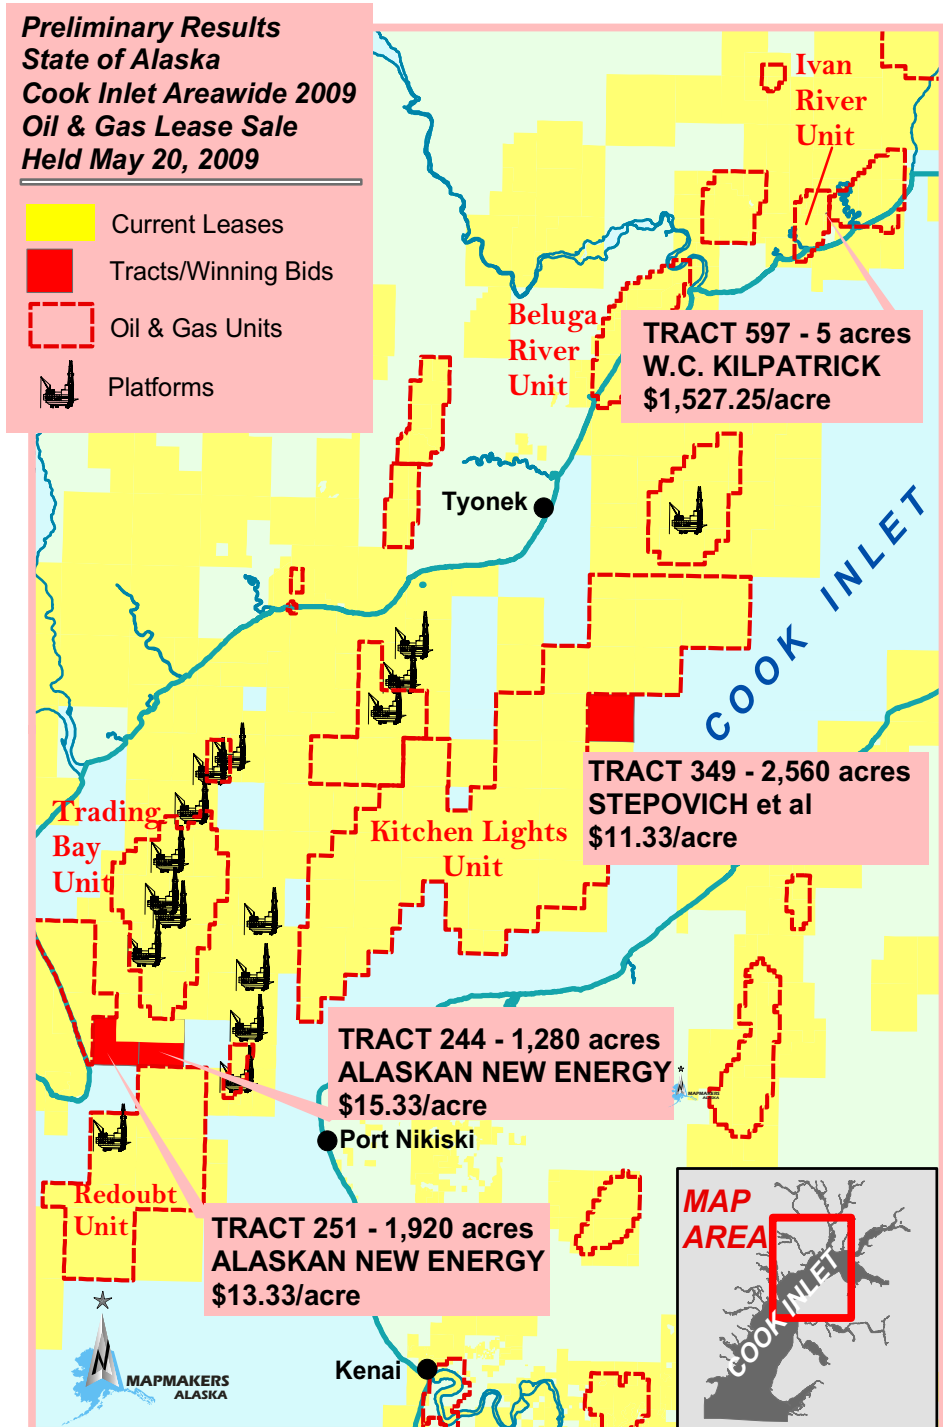 Preliminary Results
State of Alaska
Cook Inlet Areawide 2009
Oil & Gas Lease Sale
Held May 20, 2009
Current Leases
Tracts/Winning Bids
Oil & Gas Units
Platforms
Ivan
River
Unit
Beluga
River
Unit
TRACT 597 - 5 acres
W.C. KILPATRICK
$1,527.25/acre
Tyonek
COOK INLET
TRACT 349 - 2,560 acres
STEPOVICH et al
$11.33/acre
Trading
Bay
Unit
Kitchen Lights
Unit
TRACT 244 - 1,280 acres
ALASKAN NEW ENERGY
$15.33/acre
MAPMAKERS
ALASKA
Port Nikiski
Redoubt
Unit
TRACT 251 - 1,920 acres
ALASKAN NEW ENERGY
$13.33/acre
MAP
AREA
COOK INLET
N
MAPMAKERS
ALASKA
Kenai